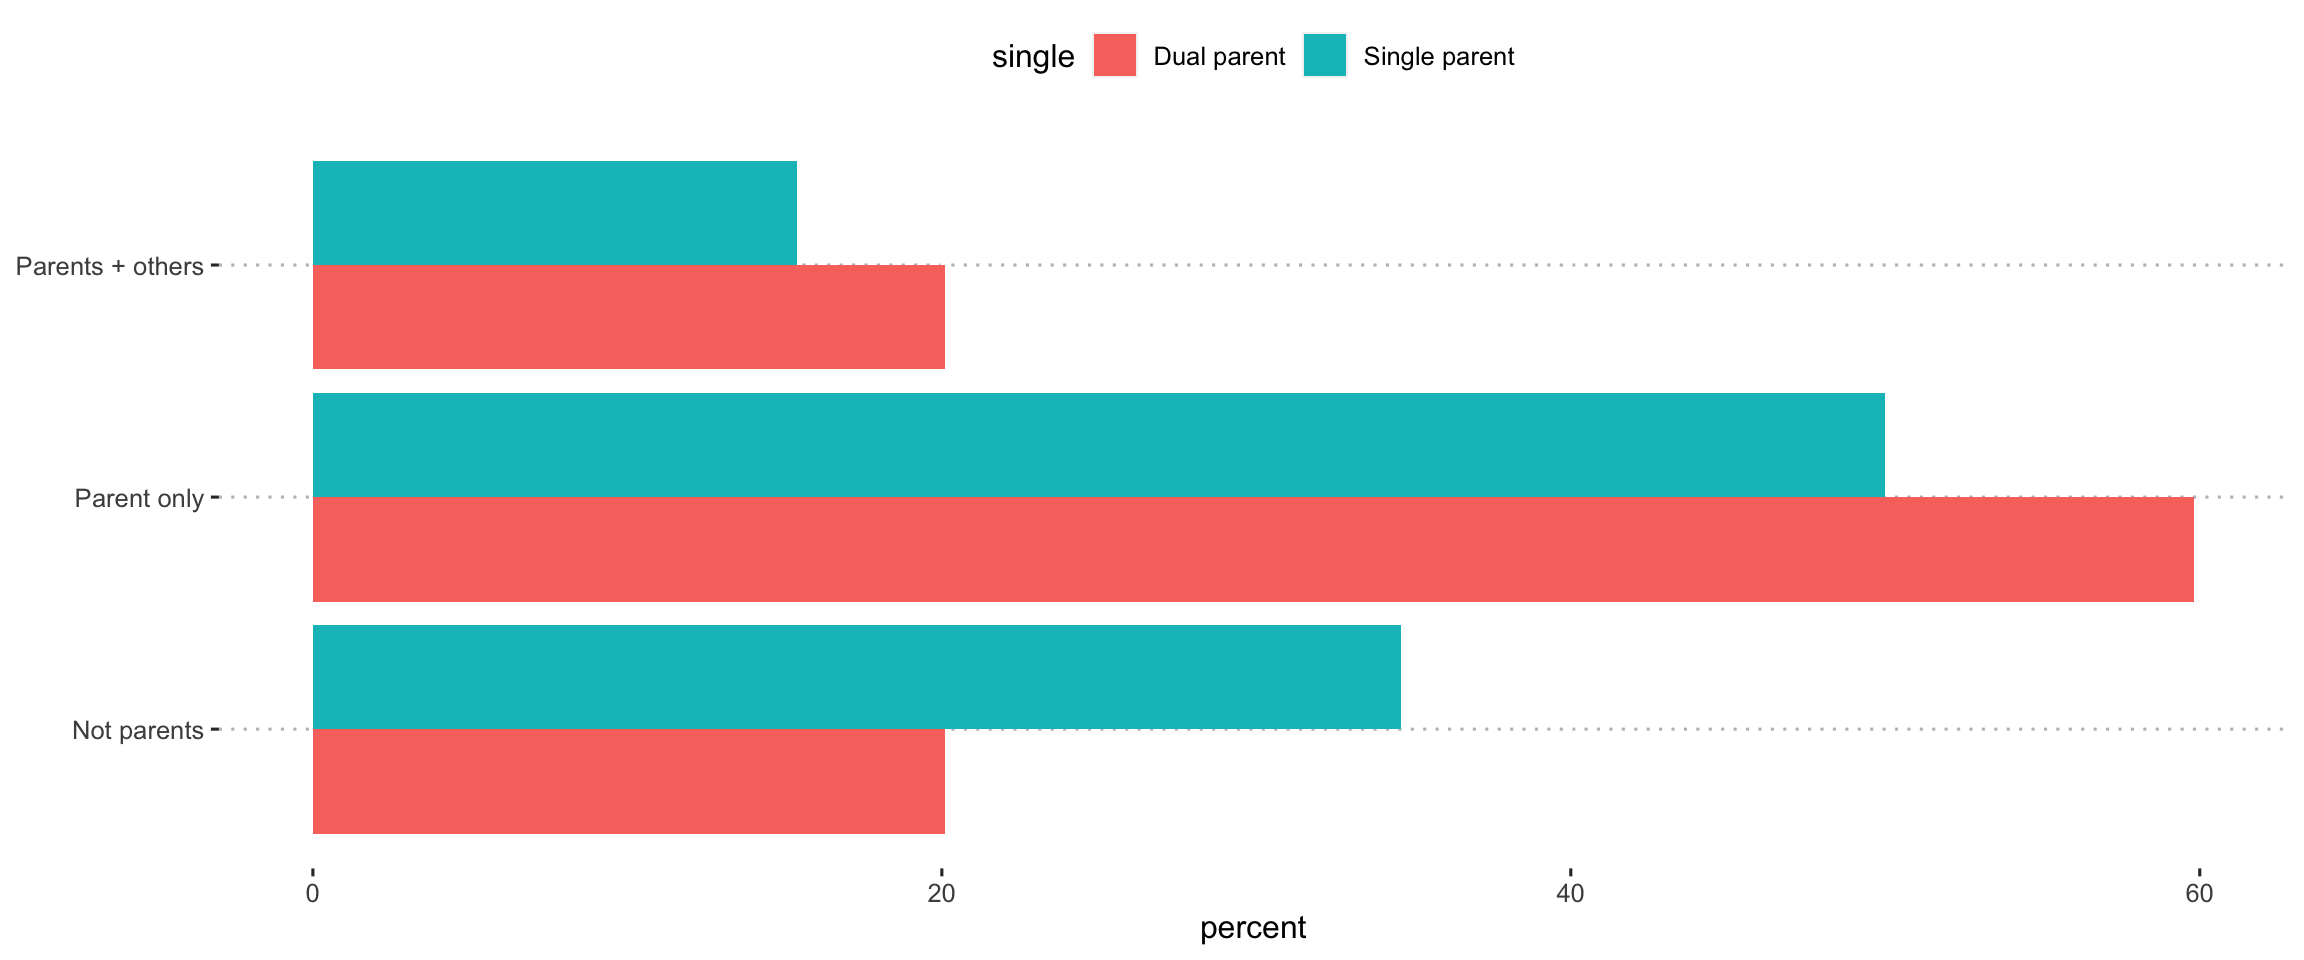 single Dual parent Single parent
Parents + others
Parent only
Not parents
0 20 40 60
percent